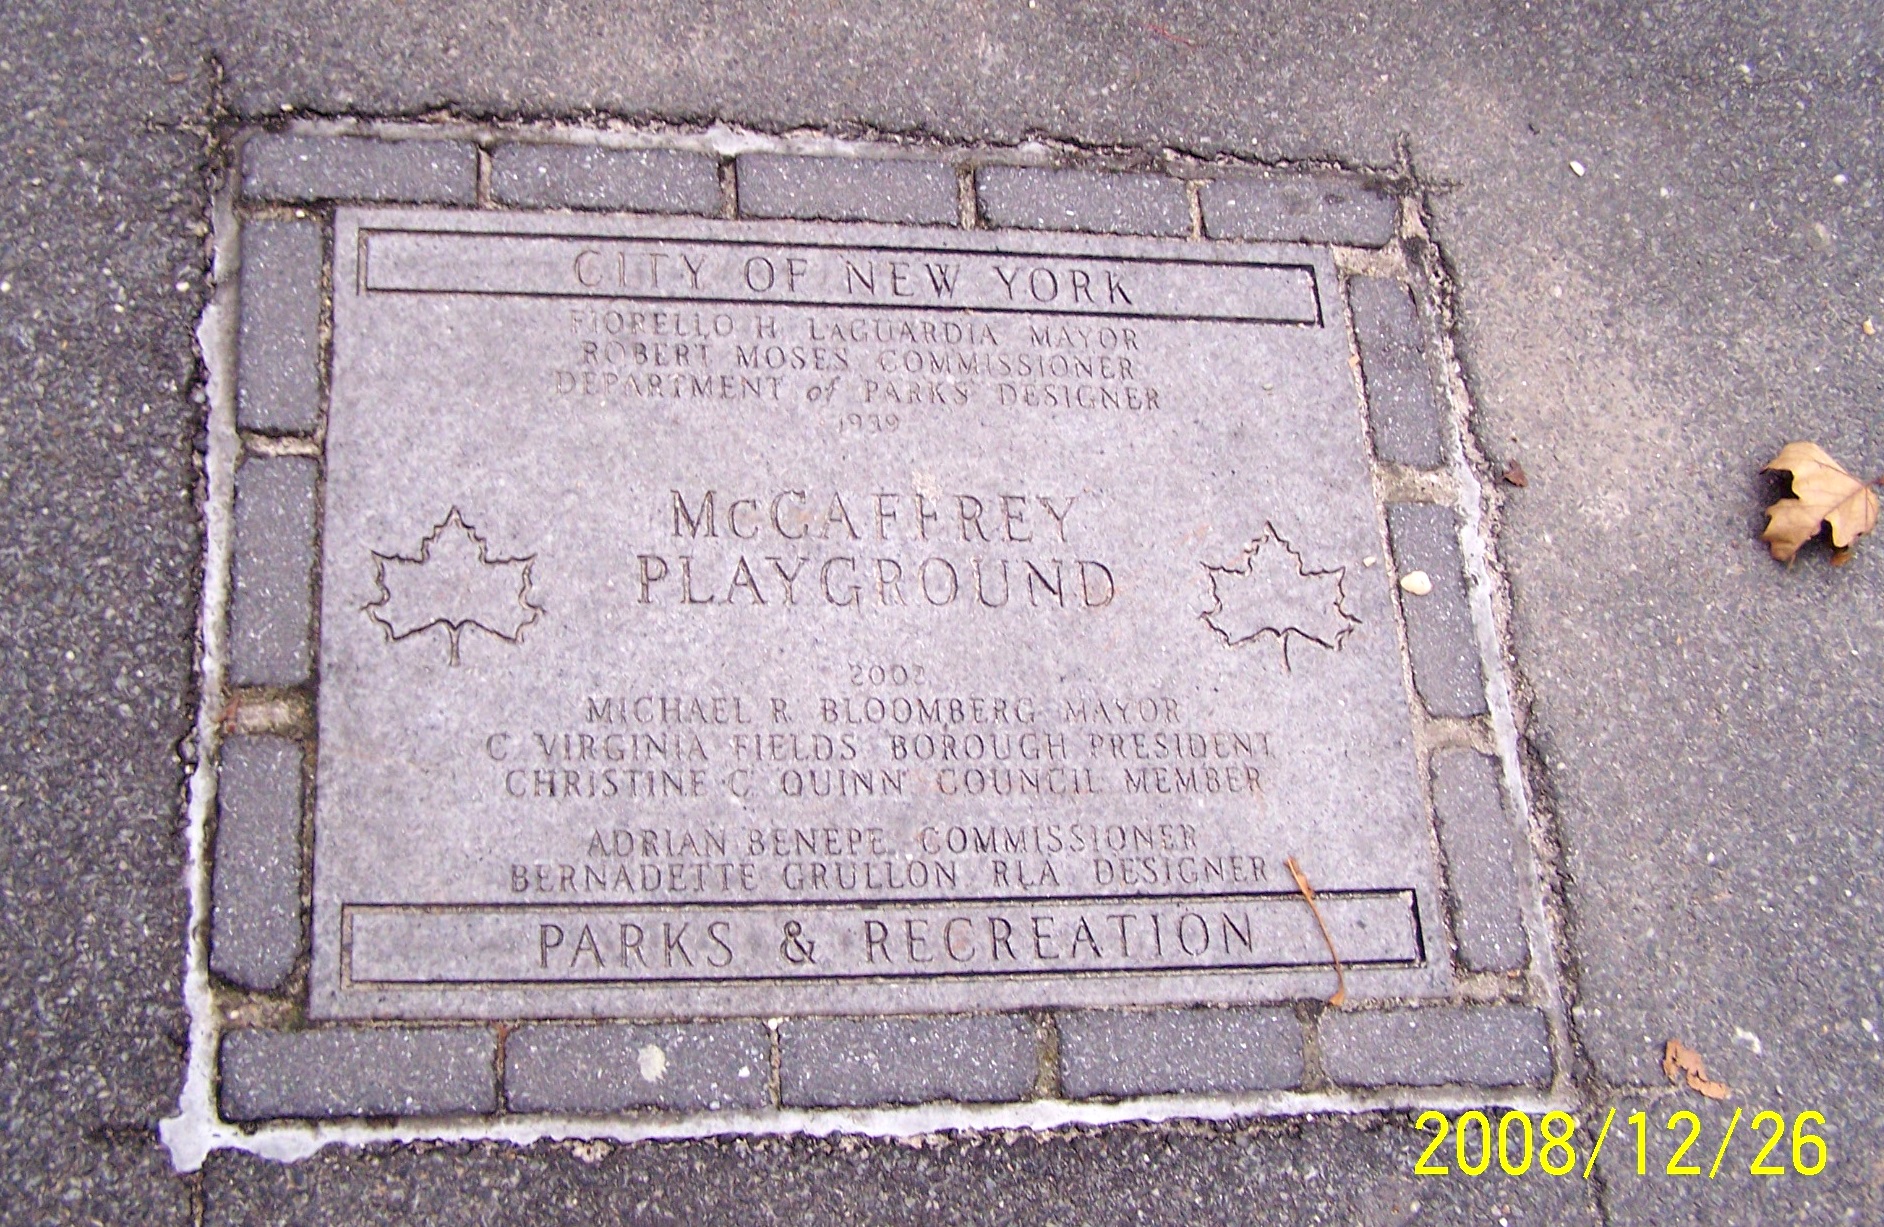 CITY OF NEW YORK
FIORELLO H LAGUARDIA MAYOR
ROBERT MOSES COMMISSIONER
DEPARTMENT of PARKS DESIGNER
1939
McCAFFREY
PLAYGROUND
2002
MICHAEL R BLOOMBERG MAYOR
C VIRGINIA FIELDS BOROUGH PRESIDENT
CHRISTINE C QUINN COUNCIL MEMBER
ADRIAN BENEPE COMMISSIONER
BERNADETTE GRULLON RLA DESIGNER
PARKS & RECREATION
2008/12/26